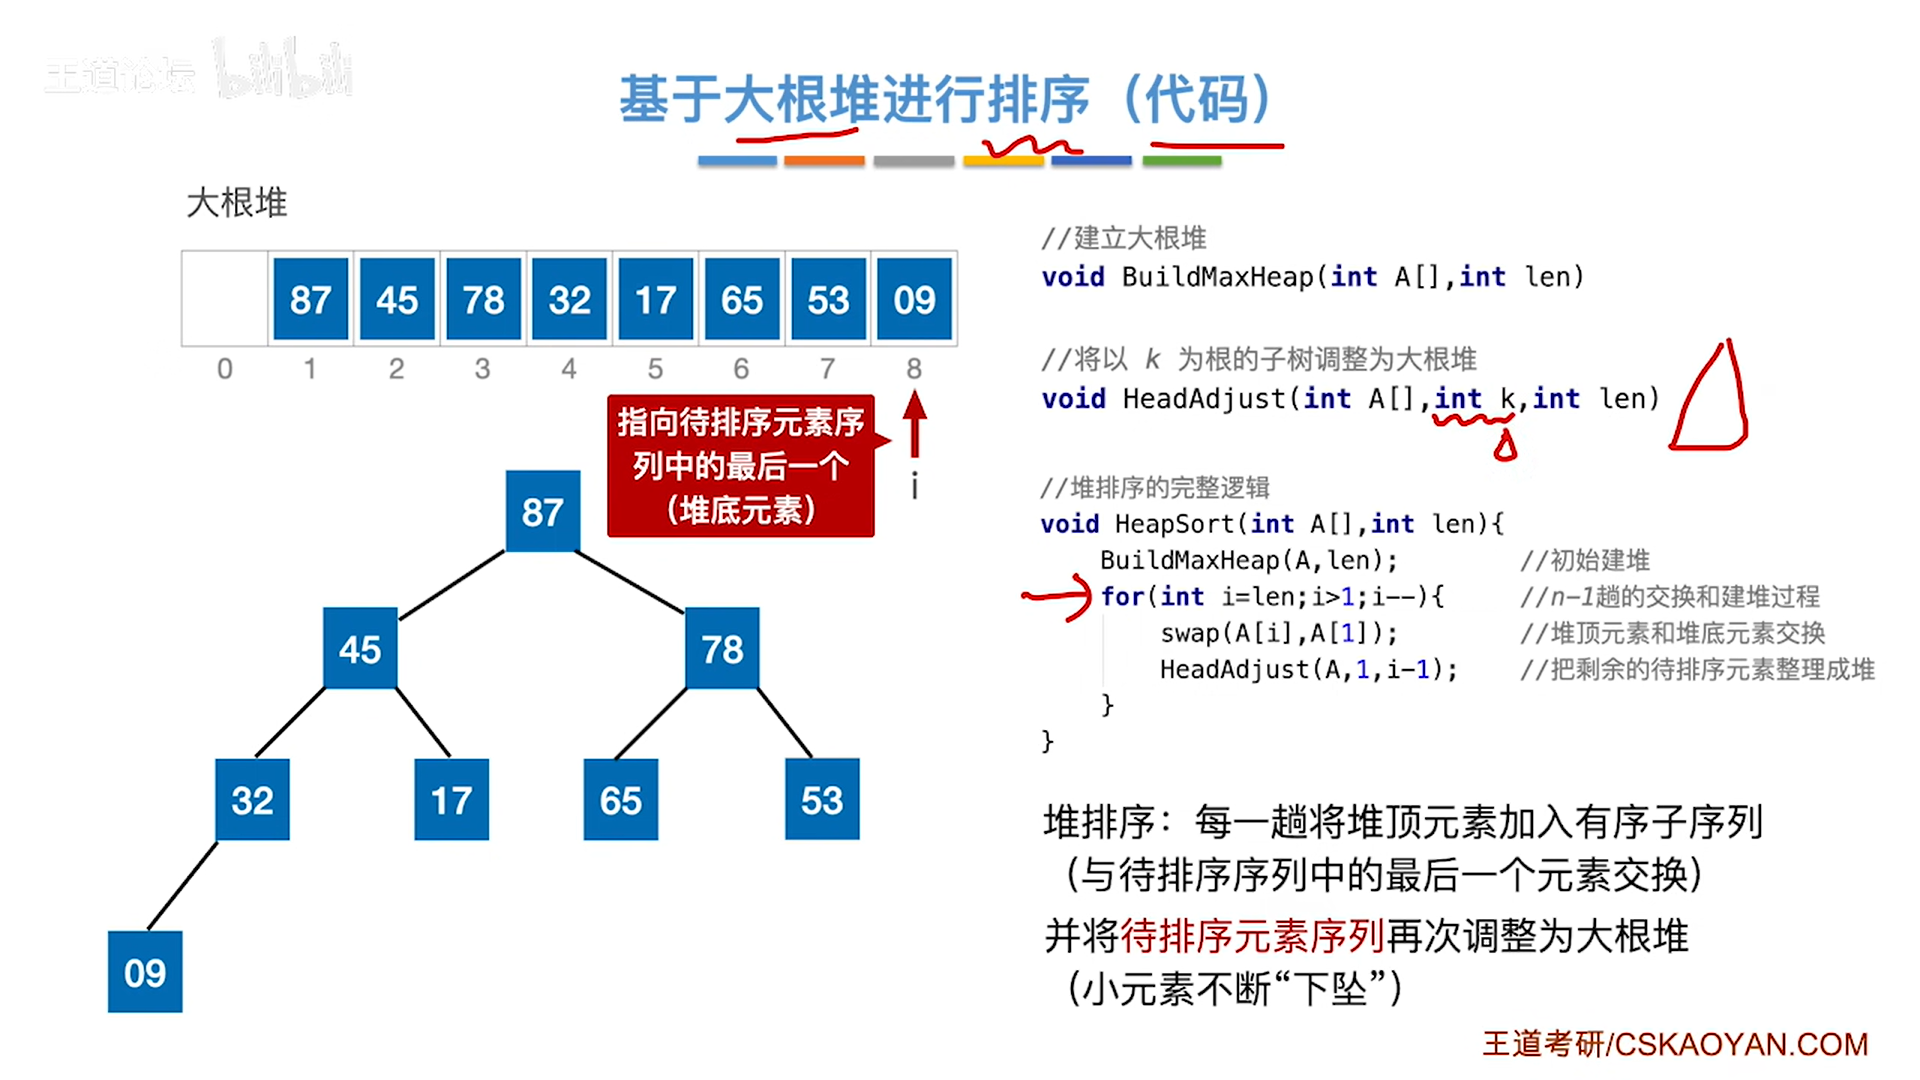 王道论坛 bilibili
基于大根堆进行排序（代码）
大根堆
87 45 78 32 17 65 53 09
0 1 2 3 4 5 6 7 8
指向待排序元素序
列中的最后一个
（堆底元素）
i
87
45 78
32 17 65 53
09
//建立大根堆
void BuildMaxHeap(int A[],int len)
//将以 k 为根的子树调整为大根堆
void HeadAdjust(int A[],int k,int len)
//堆排序的完整逻辑
void HeapSort(int A[],int len){
BuildMaxHeap(A,len); //初始建堆
for(int i=len;i>1;i--){ //n-1趟的交换和建堆过程
swap(A[i],A[1]); //堆顶元素和堆底元素交换
HeadAdjust(A,1,i-1); //把剩余的待排序元素整理成堆
}
}
堆排序：每一趟将堆顶元素加入有序子序列
（与待排序序列中的最后一个元素交换）
并将待排序元素序列再次调整为大根堆
（小元素不断“下坠”）
王道考研/CSKAOYAN.COM